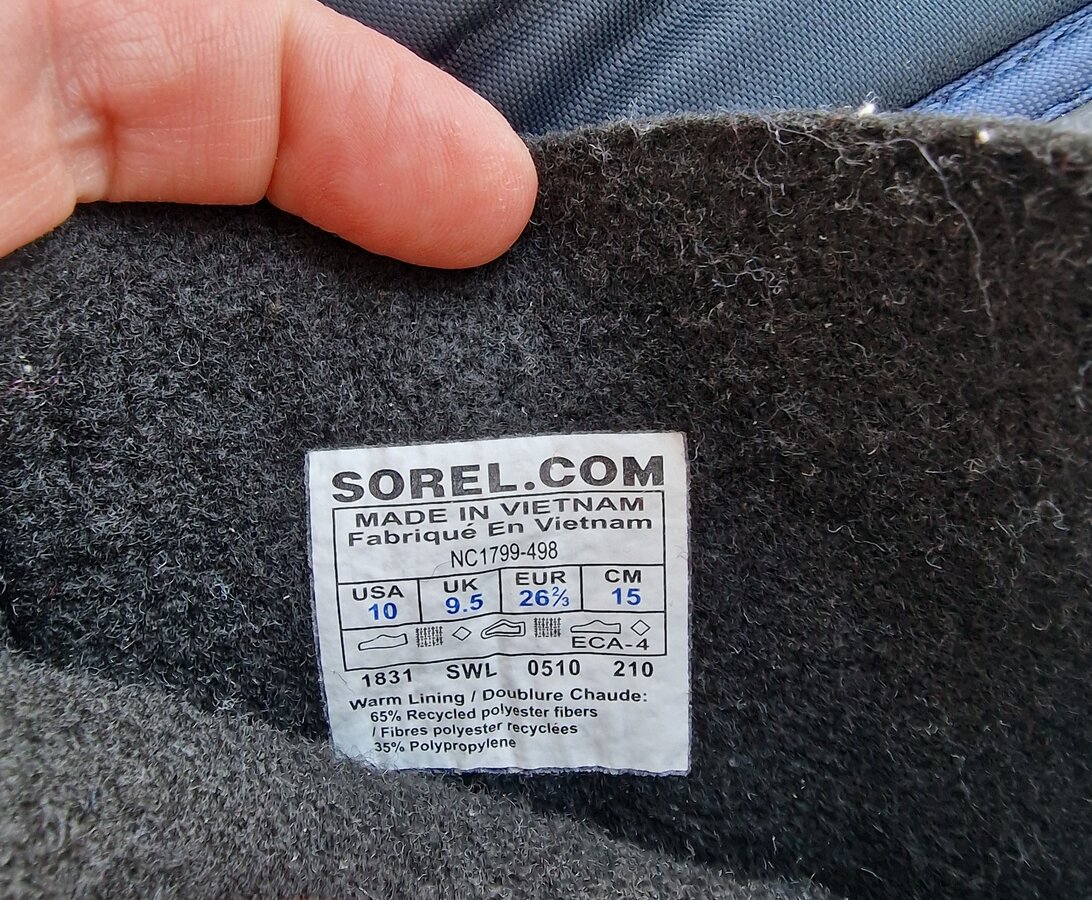 SOREL.COM
MADE IN VIETNAM
Fabriqué En Vietnam
NC1799-498
USA UK EUR CM
10 9.5 26⅔ 15
ECA-4
1831 SWL 0510 210
Warm Lining / Doublure Chaude:
65% Recycled polyester fibers
/ Fibres polyester recyclées
35% Polypropylene